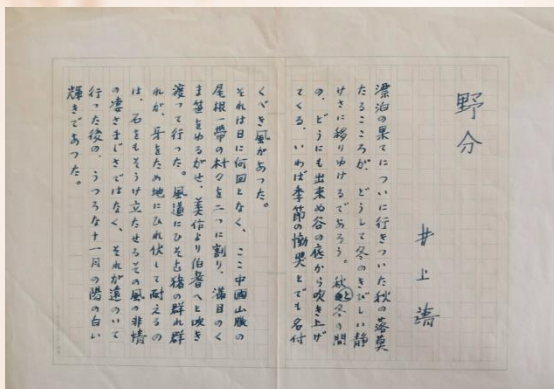 野分
井上靖
漂泊の果てについに行きついた秋の落莫
たるこころが、どうして冬のきびしい静
けさに移りゆけるであろう。秋と冬の間
の、どうにも出来ぬ谷の底から吹き上げ
てくる、いわば季節の慟哭とでも名付
くべき風があった。
それは日に何回となく、ここ中国山脈の
尾根一帯の村々を二つに割り、満目のく
ま笹をゆるがせ、美作より伯耆へと吹き
渡って行った。風道にひそむ猪の群れ群
れが、牙をため地にひれ伏して耐えるの
は、石をもそうけ立たせるその風の非情
の凄さまじさではなく、それが遠のいて
行った後の、うつろな十一月の陽の白い
輝きであった。